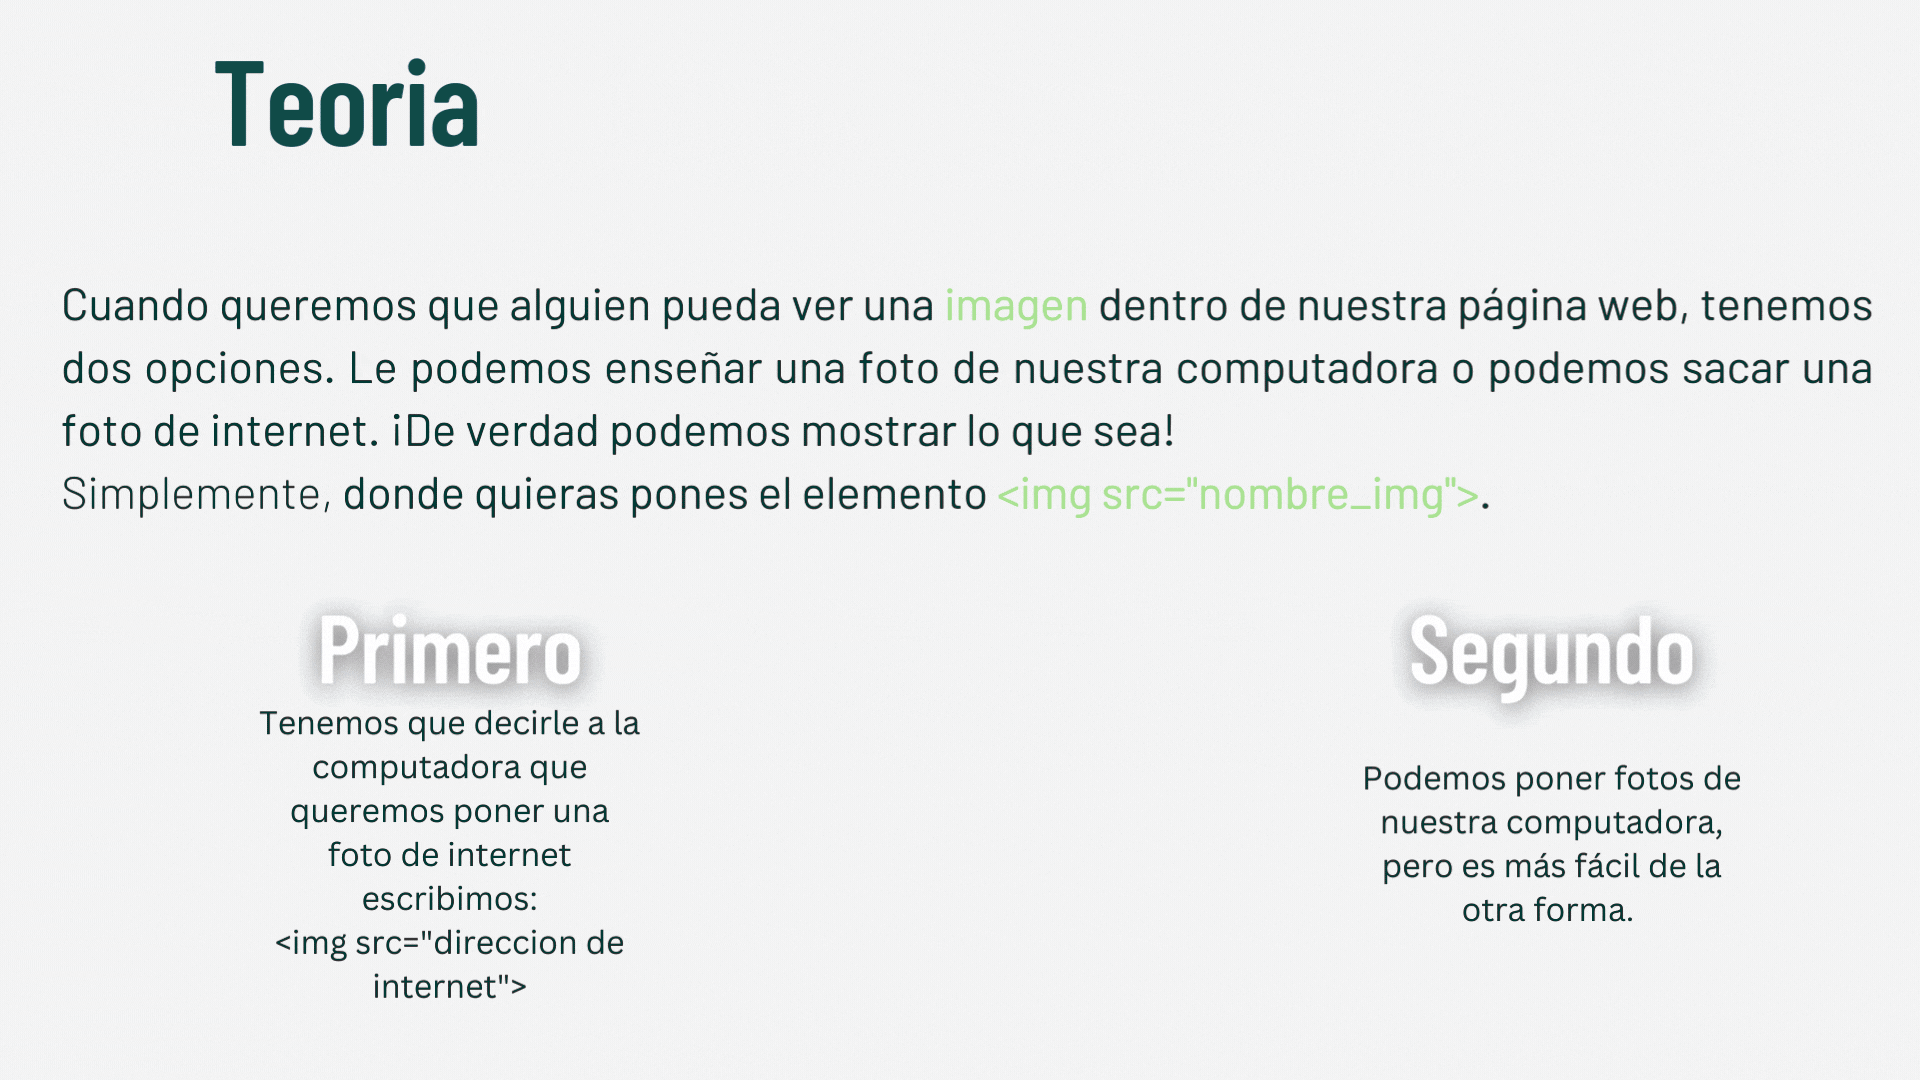 Teoria
Cuando queremos que alguien pueda ver una imagen dentro de nuestra página web, tenemos
dos opciones. Le podemos enseñar una foto de nuestra computadora o podemos sacar una
foto de internet. ¡De verdad podemos mostrar lo que sea!
Simplemente, donde quieras pones el elemento <img src="nombre_img">.
Primero
Tenemos que decirle a la
computadora que
queremos poner una
foto de internet
escribimos:
<img src="direccion de
internet">
Segundo
Podemos poner fotos de
nuestra computadora,
pero es más fácil de la
otra forma.